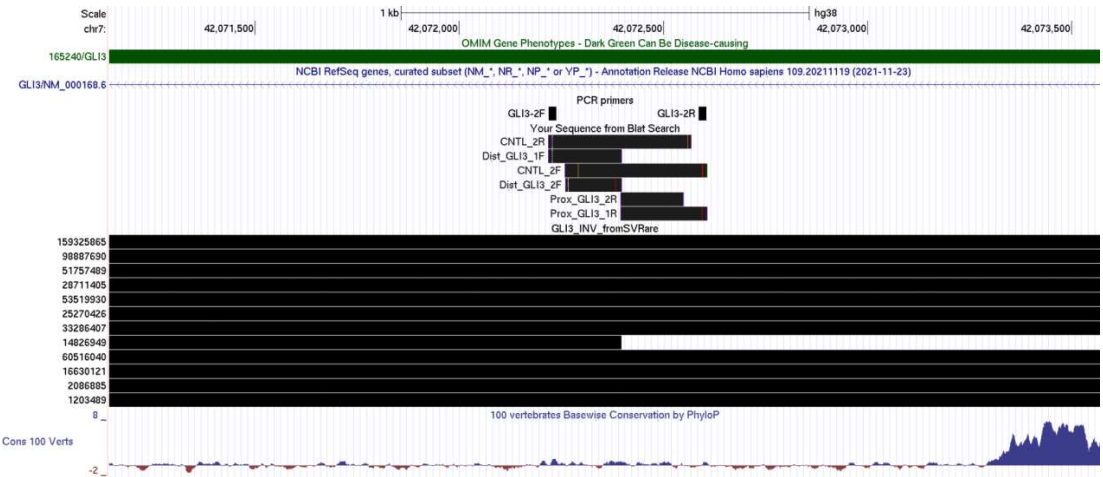 Scale 1 kb hg38
chr7: 42,071,500 42,072,000 42,072,500 42,073,000 42,073,500
OMIM Gene Phenotypes - Dark Green Can Be Disease-causing
165240/GLI3
NCBI RefSeq genes, curated subset (NM_*, NR_*, NP_* or YP_*) - Annotation Release NCBI Homo sapiens 109.20211119 (2021-11-23)
GLI3/NM_000168.6
PCR primers
GLI3-2F GLI3-2R
Your Sequence from Blat Search
CNTL_2R
Dist_GLI3_1F
CNTL_2F
Dist_GLI3_2F
Prox_GLI3_2R
Prox_GLI3_1R
GLI3_INV_fromSVRare
159325865
98887690
51757489
28711405
53519930
25270426
33286407
14826949
60516040
16630121
2086885
1203489
8 _ 100 vertebrates Basewise Conservation by PhyloP
Cons 100 Verts
-2 _